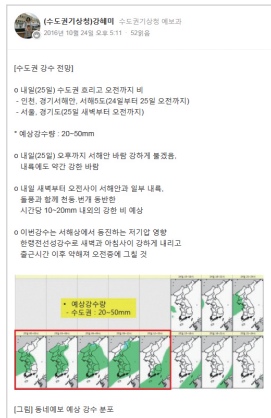 (수도권기상청)강해미 수도권기상청 예보과
2016년 10월 24일 오후 5:11 · 52읽음
[수도권 강수 전망]
o 내일(25일) 수도권 흐리고 오전까지 비
- 인천, 경기서해안, 서해5도(24일부터 25일 오전까지)
- 서울, 경기도(25일 새벽부터 오전까지)
* 예상강수량 : 20~50mm
o 내일(25일) 오후까지 서해안 바람 강하게 불겠음,
내륙에도 약간 강한 바람
o 내일 새벽부터 오전사이 서해안과 일부 내륙,
돌풍과 함께 천둥 번개 동반한
시간당 10~20mm 내외의 강한 비 예상
o 이번강수는 서해상에서 동진하는 저기압 영향
한랭전선성강수로 새벽과 아침사이 강하게 내리고
출근시간 이후 약해져 오전중에 그칠 것
• 예상강수량
- 수도권 : 20~50mm
[그림] 동네예보 예상 강수 분포